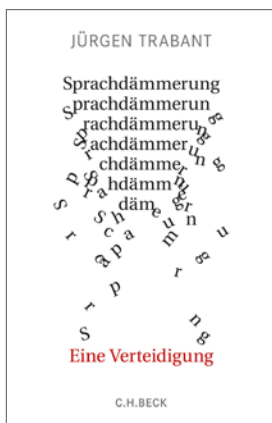 JÜRGEN TRABANT
Sprachdämmerung
prachdämmerun
rachdämmeru
achdämmer
chdämme
hdämm
däm
Eine Verteidigung
C.H.BECK